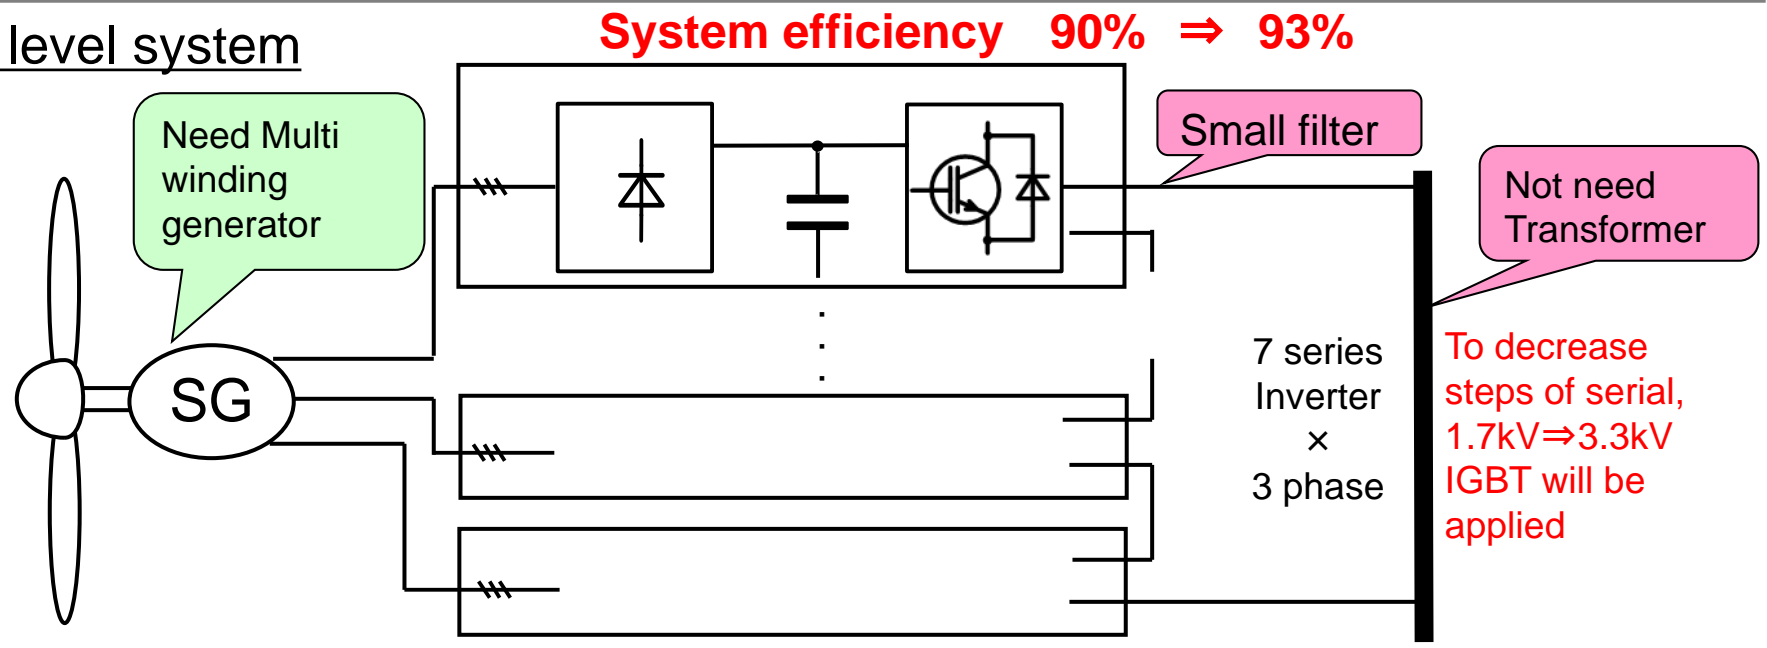 level system
System efficiency 90% ⇒ 93%
Need Multi
winding
generator
Small filter
Not need
Transformer
SG
7 series
Inverter
×
3 phase
To decrease
steps of serial,
1.7kV⇒3.3kV
IGBT will be
applied